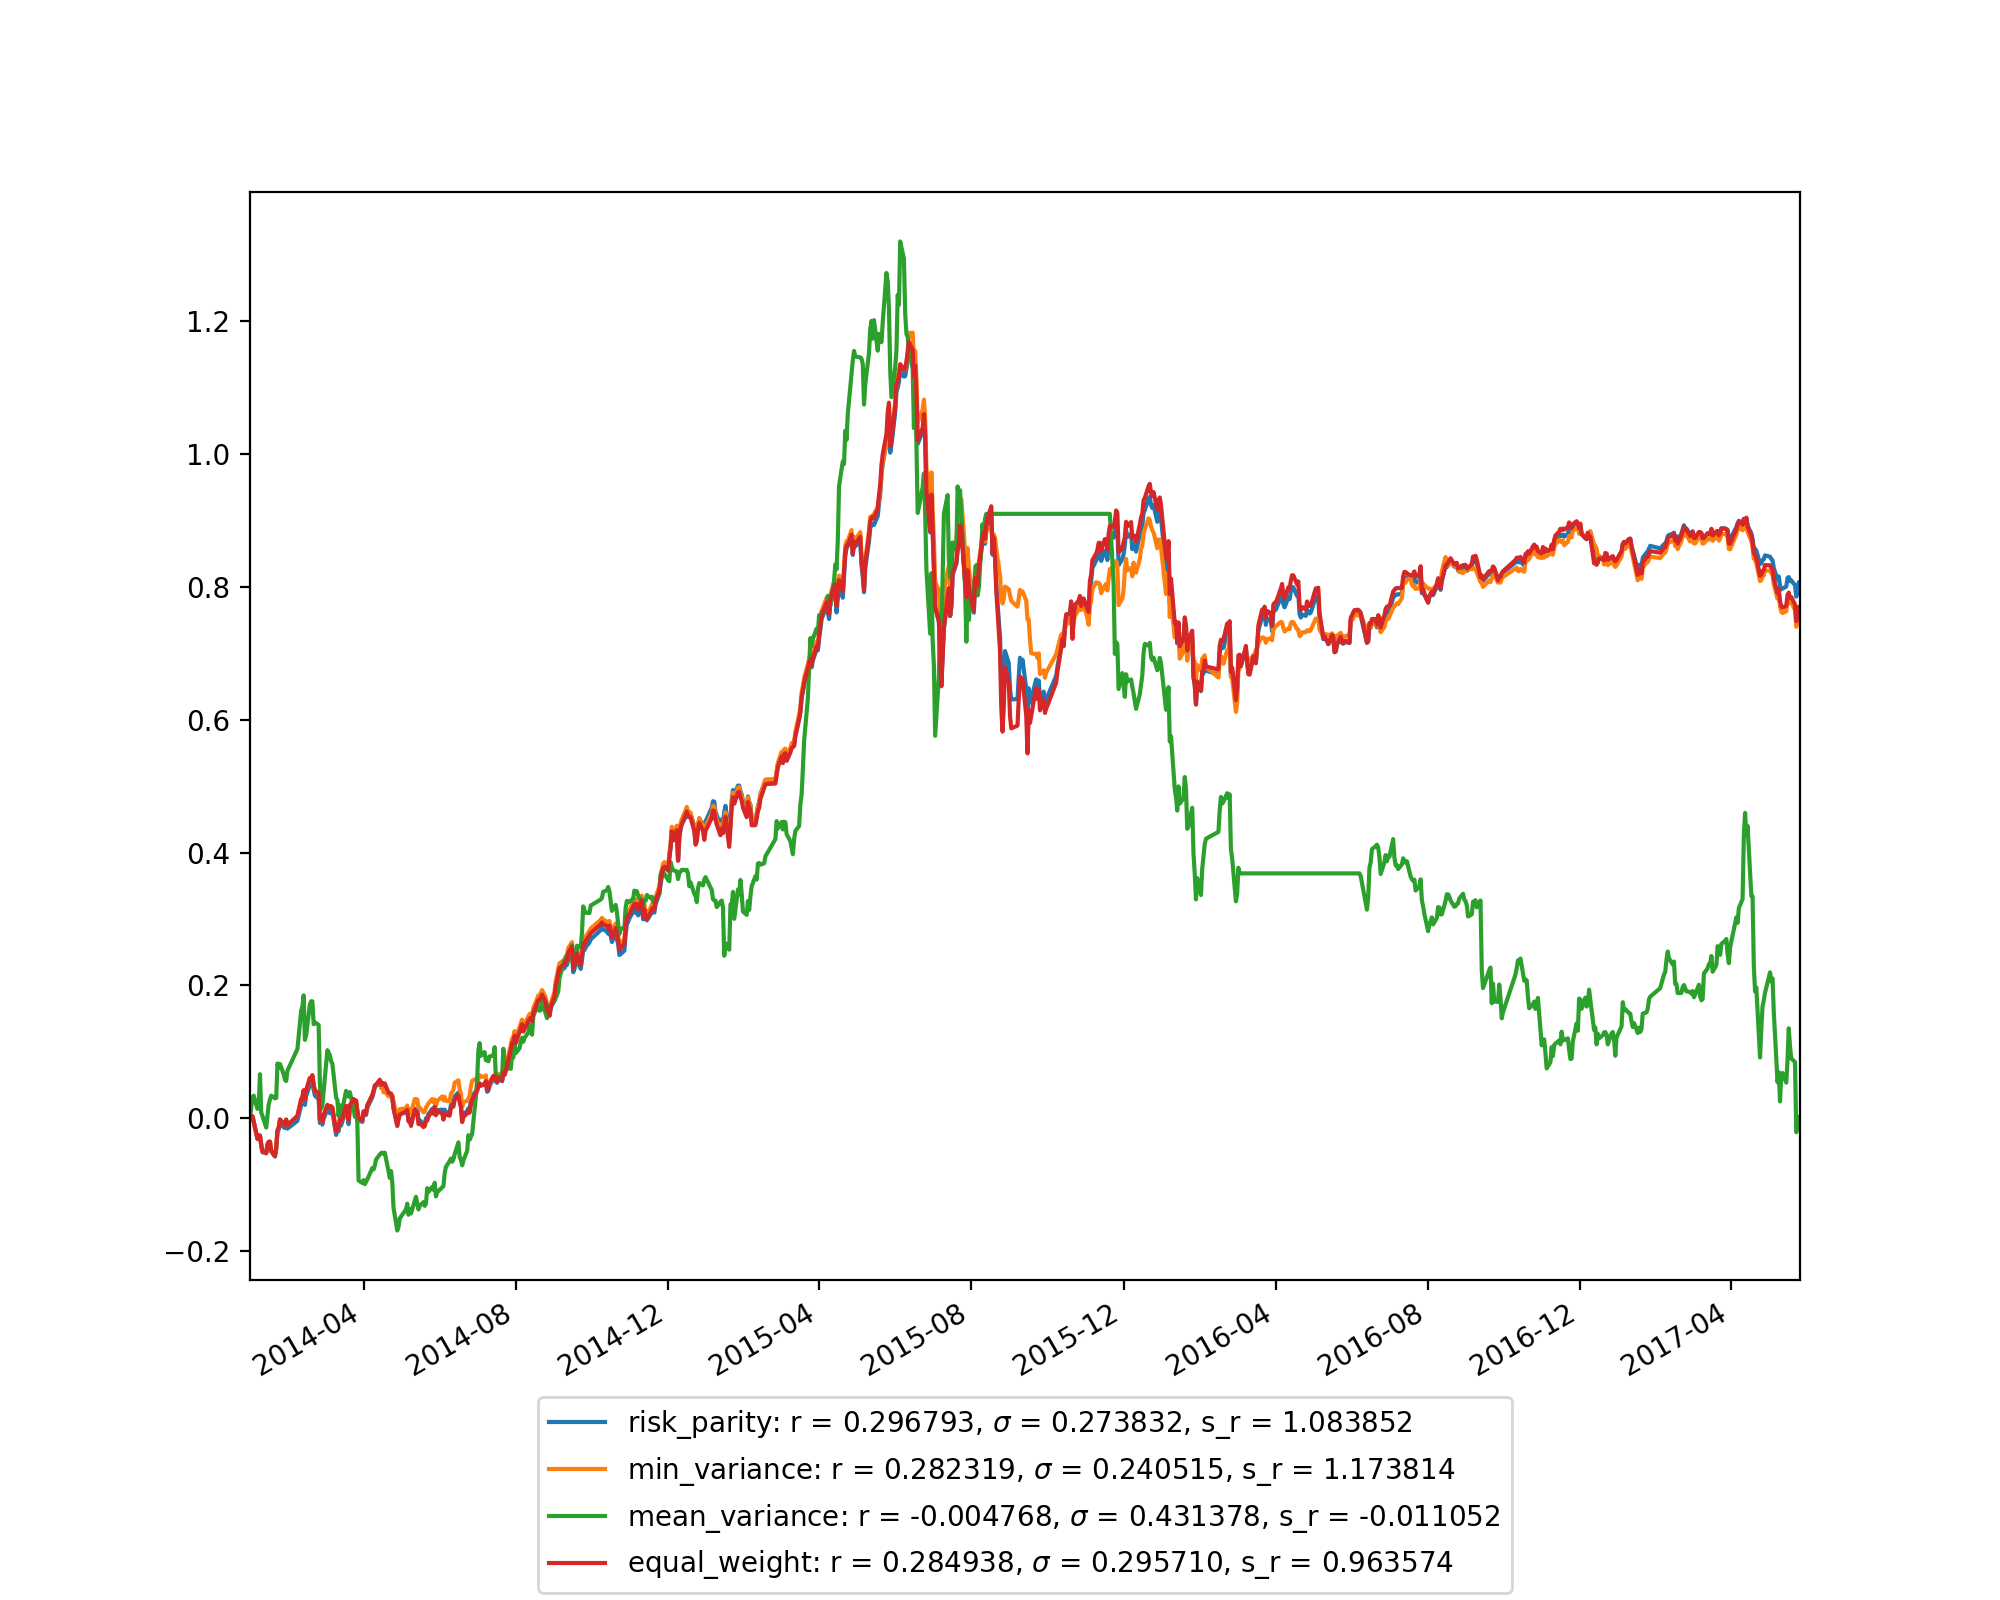 1.2
1.0
0.8
0.6
0.4
0.2
0.0
−0.2
2014-04 2014-08 2014-12 2015-04 2015-08 2015-12 2016-04 2016-08 2016-12 2017-04
risk_parity: r = 0.296793, σ = 0.273832, s_r = 1.083852
min_variance: r = 0.282319, σ = 0.240515, s_r = 1.173814
mean_variance: r = -0.004768, σ = 0.431378, s_r = -0.011052
equal_weight: r = 0.284938, σ = 0.295710, s_r = 0.963574